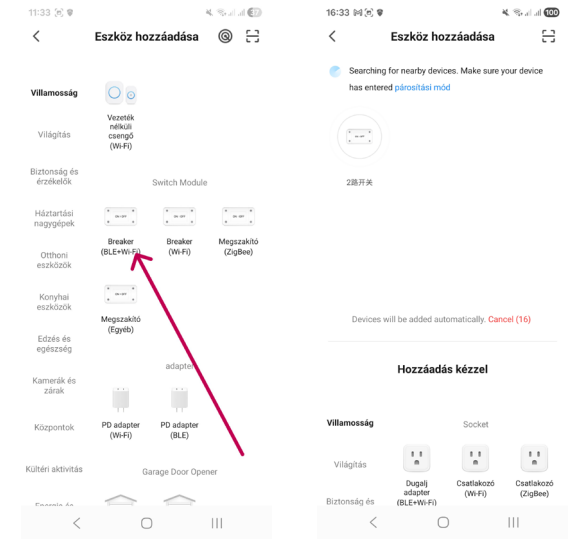 11:33
37
Eszköz hozzáadása
Villamosság
Világítás
Biztonság és
érzékelők
Háztartási
nagygépek
Otthoni
eszközök
Konyhai
eszközök
Edzés és
egészség
Kamerák és
zárak
Központok
Kültéri aktivitás
Energia és
Vezeték
nélküli
csengő
(Wi-Fi)
Switch Module
Breaker
(BLE+Wi-Fi)
Breaker
(Wi-Fi)
Megszakító
(ZigBee)
Megszakító
(Egyéb)
adapter
PD adapter
(Wi-Fi)
PD adapter
(BLE)
Garage Door Opener
16:33
100
Eszköz hozzáadása
Searching for nearby devices. Make sure your device
has entered párosítási mód
2路开关
Devices will be added automatically. Cancel (16)
Hozzáadás kézzel
Villamosság
Világítás
Biztonság és
Socket
Dugalj
adapter
(BLE+Wi-Fi)
Csatlakozó
(Wi-Fi)
Csatlakozó
(ZigBee)